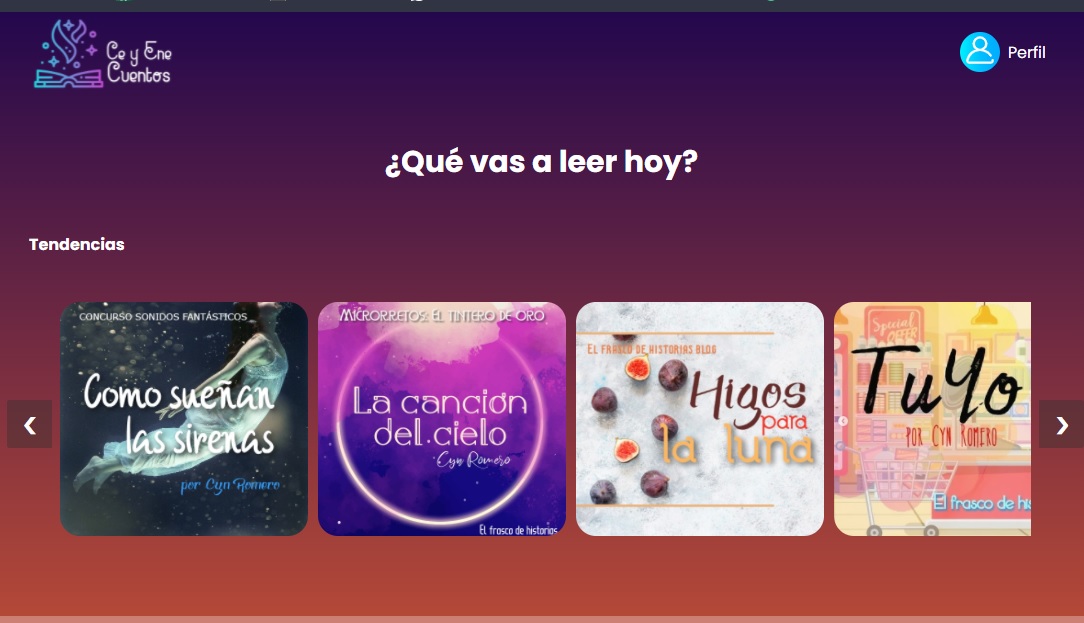 Ce y Ene
Cuentos
Perfil
¿Qué vas a leer hoy?
Tendencias
CONCURSO SONIDOS FANTÁSTICOS
Como sueñan
las sirenas
por Cyn Romero
MICRORRETOS: EL TINTERO DE ORO
La canción
del cielo
Cyn Romero
El frasco de historias
EL FRASCO DE HISTORIAS BLOG
Higos
para
la luna
Special
OFFER
TuYo
POR CYN ROMERO
El frasco de his